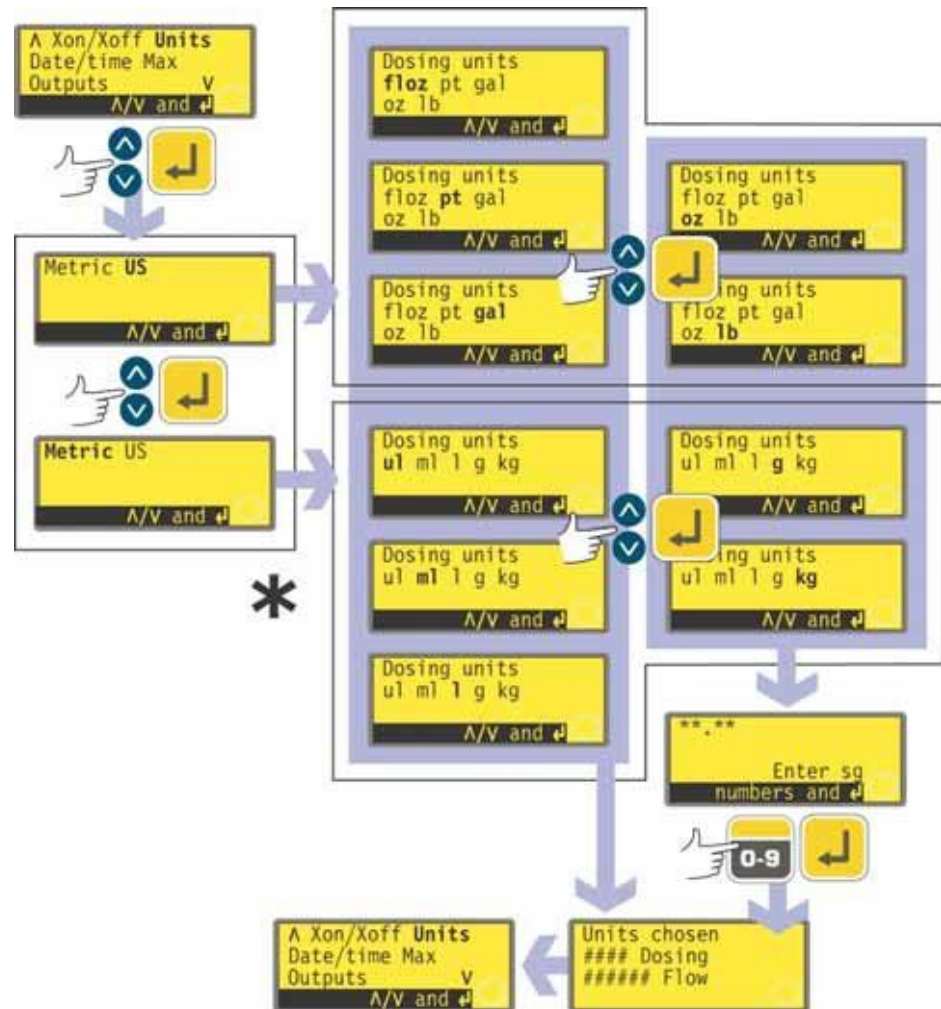 ∧ Xon/Xoff Units
Date/time Max
Outputs ∨
∧/∨ and ↵
Metric US
∧/∨ and ↵
Metric US
∧/∨ and ↵
*
Dosing units
floz pt gal
oz lb
∧/∨ and ↵
Dosing units
floz pt gal
oz lb
∧/∨ and ↵
Dosing units
floz pt gal
oz lb
∧/∨ and ↵
Dosing units
floz pt gal
oz lb
∧/∨ and ↵
ing units
floz pt gal
oz lb
∧/∨ and ↵
Dosing units
ul ml l g kg
∧/∨ and ↵
Dosing units
ul ml l g kg
∧/∨ and ↵
Dosing units
ul ml l g kg
∧/∨ and ↵
Dosing units
ul ml l g kg
∧/∨ and ↵
ing units
ul ml l g kg
∧/∨ and ↵
**.**
Enter sg
numbers and ↵
0-9
Units chosen
#### Dosing
###### Flow
∧ Xon/Xoff Units
Date/time Max
Outputs ∨
∧/∨ and ↵